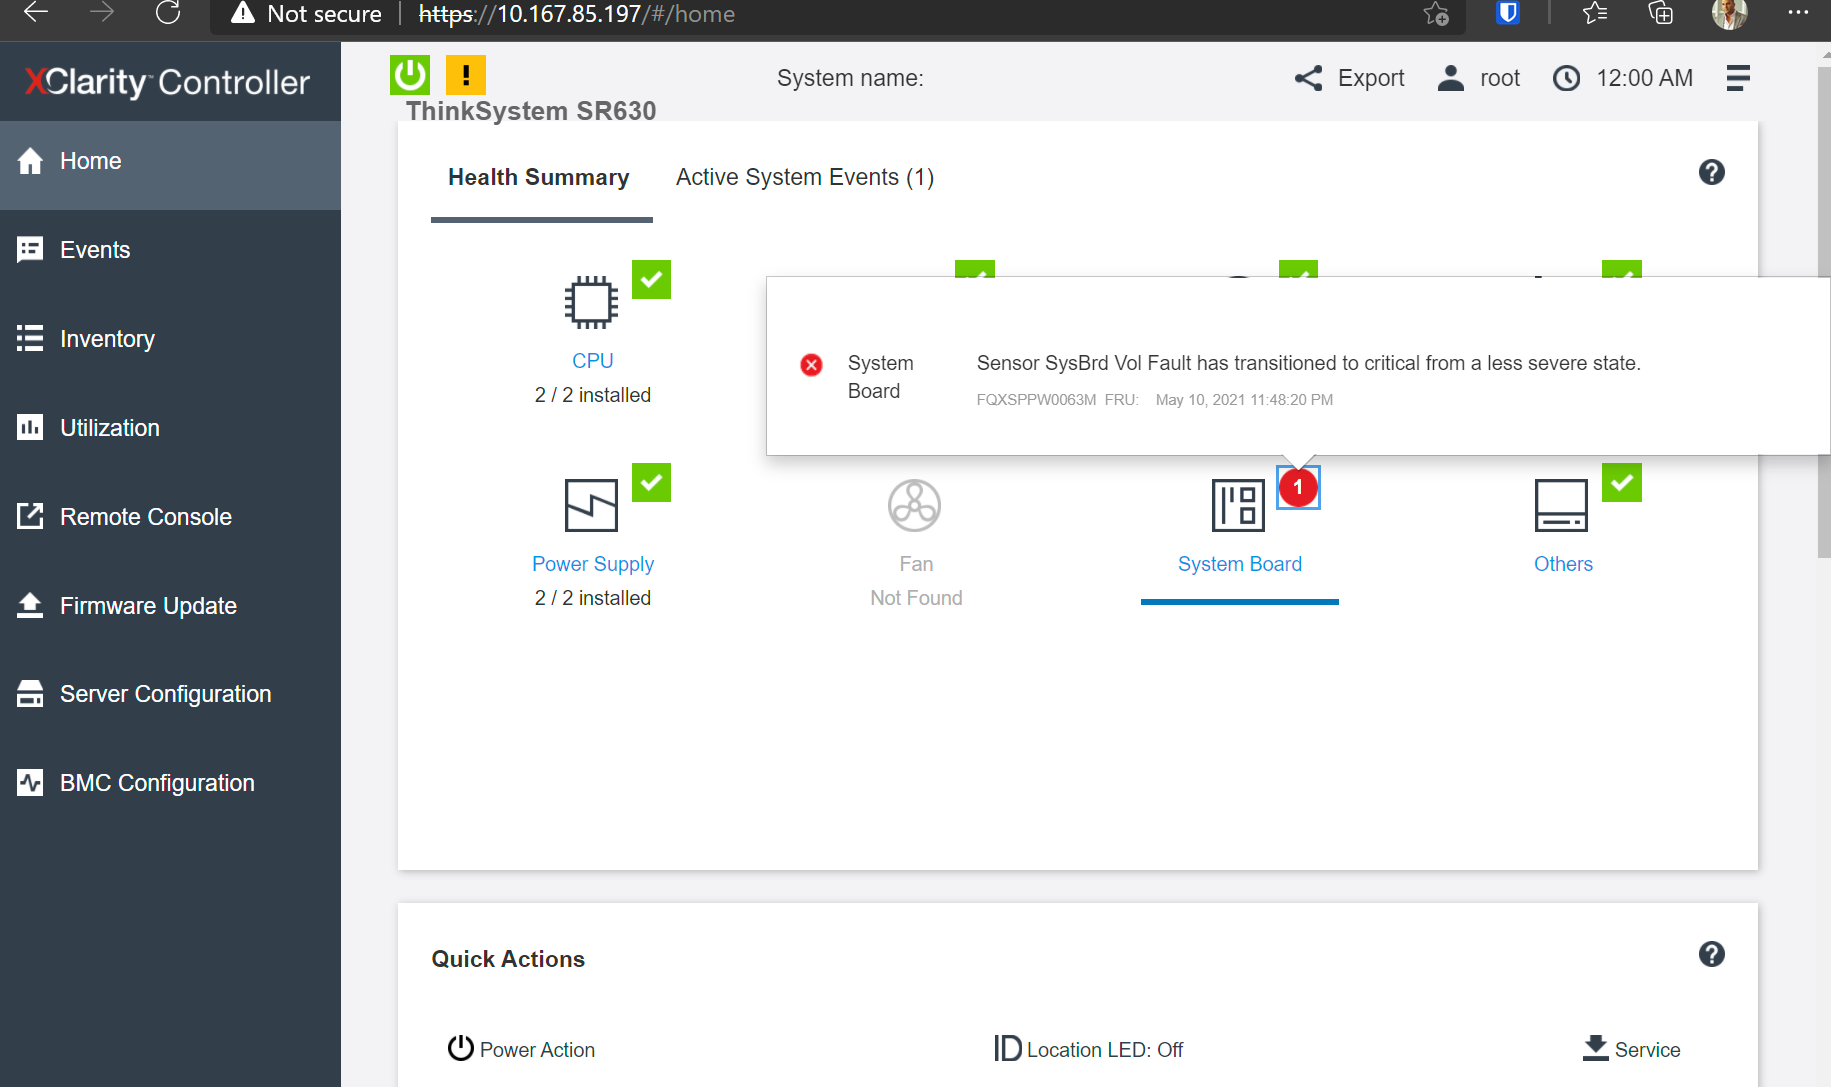 Not secure https://10.167.85.197/#/home
XClarity Controller
System name:
Export
root
12:00 AM
ThinkSystem SR630
Home
Events
Inventory
Utilization
Remote Console
Firmware Update
Server Configuration
BMC Configuration
Health Summary
Active System Events (1)
CPU
2 / 2 installed
System
Board
Sensor SysBrd Vol Fault has transitioned to critical from a less severe state.
FQXSPPW0063M FRU: May 10, 2021 11:48:20 PM
Power Supply
2 / 2 installed
Fan
Not Found
1
System Board
Others
Quick Actions
Power Action
ID Location LED: Off
Service